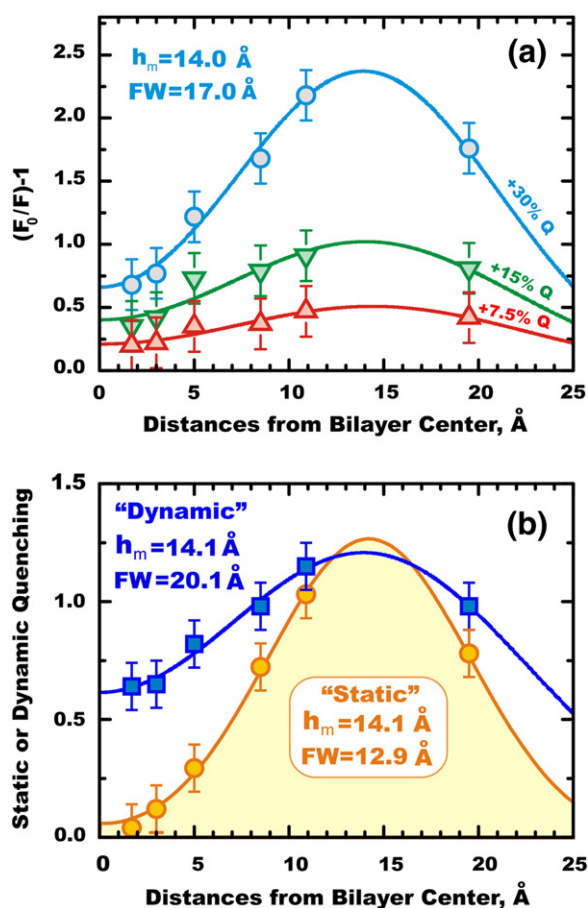 (a)
h_m=14.0 Å
FW=17.0 Å
2.5
2.0
1.5
1.0
0.5
0.0
(F₀/F)-1
+30% Q
+15% Q
+7.5% Q
0 5 10 15 20 25
Distances from Bilayer Center, Å
(b)
"Dynamic"
h_m=14.1 Å
FW=20.1 Å
1.5
1.0
0.5
0.0
Static or Dynamic Quenching
"Static"
h_m=14.1 Å
FW=12.9 Å
0 5 10 15 20 25
Distances from Bilayer Center, Å